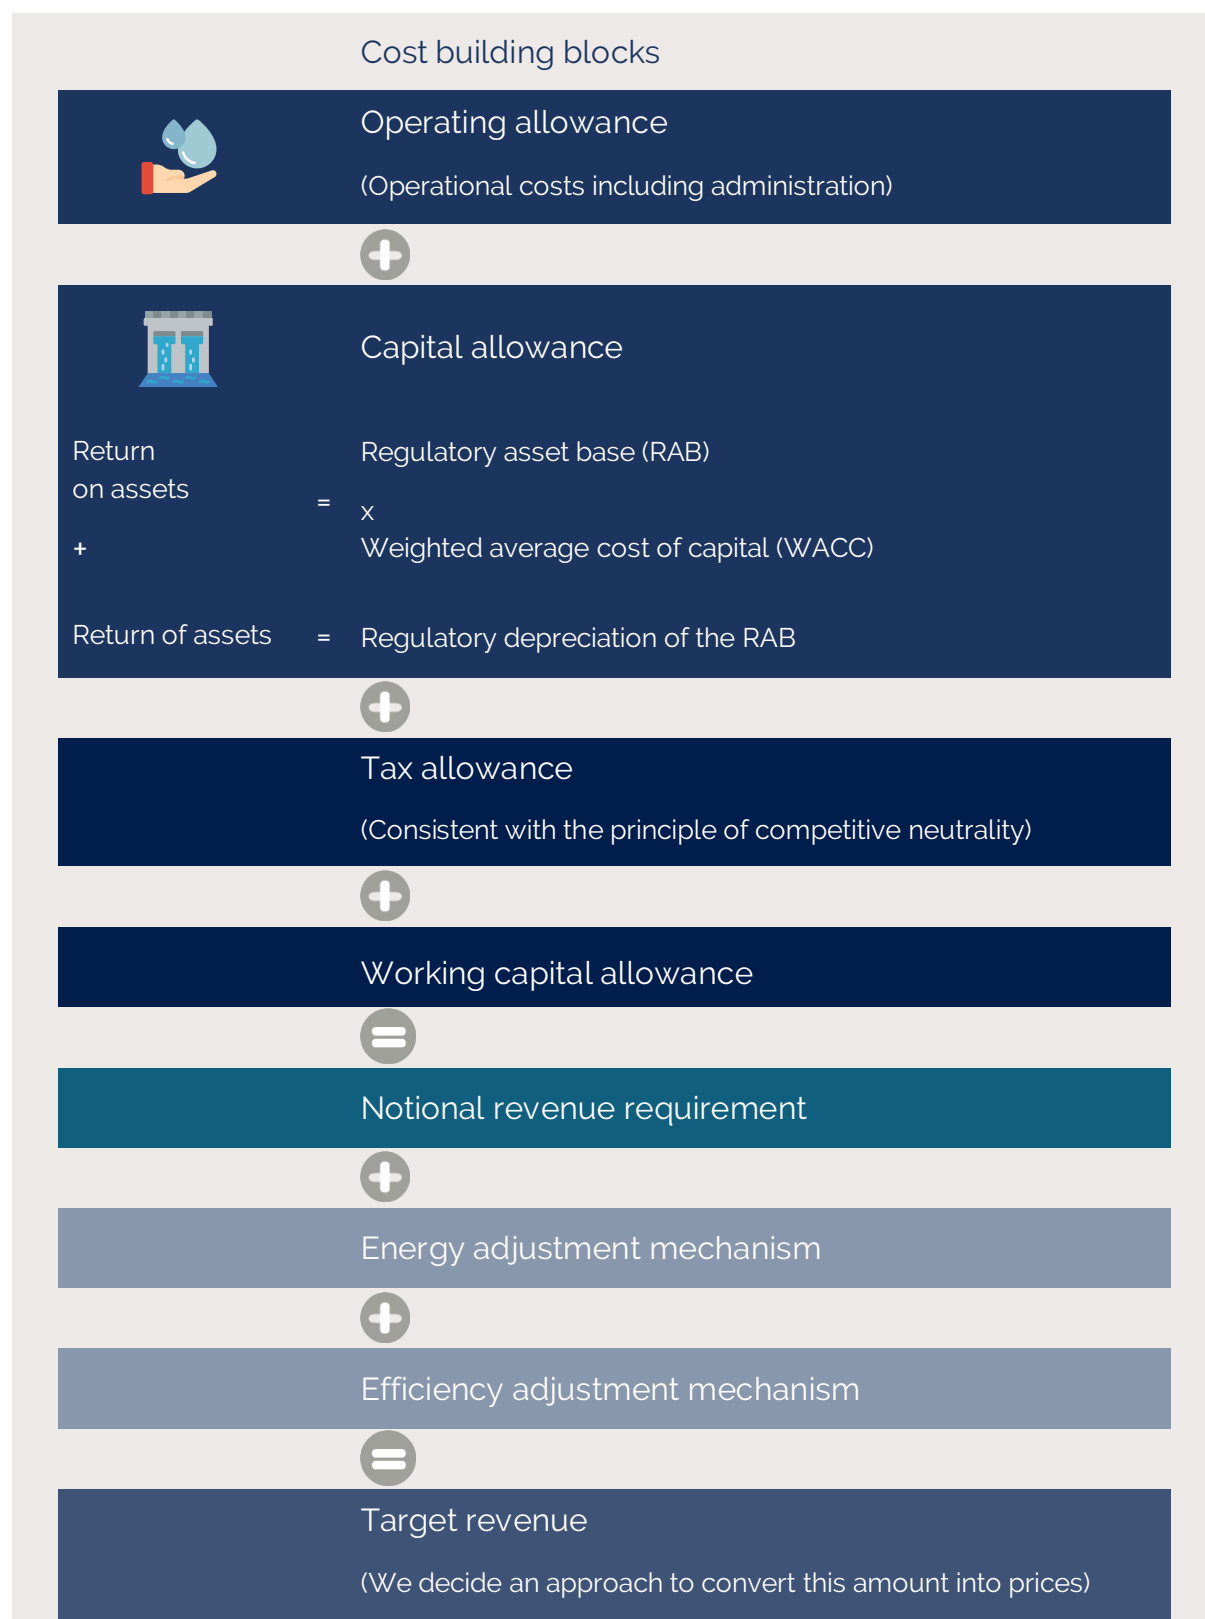 Cost building blocks
Operating allowance
(Operational costs including administration)
Capital allowance
Return
on assets
=
Regulatory asset base (RAB)
x
Weighted average cost of capital (WACC)
+
Return of assets = Regulatory depreciation of the RAB
Tax allowance
(Consistent with the principle of competitive neutrality)
Working capital allowance
Notional revenue requirement
Energy adjustment mechanism
Efficiency adjustment mechanism
Target revenue
(We decide an approach to convert this amount into prices)